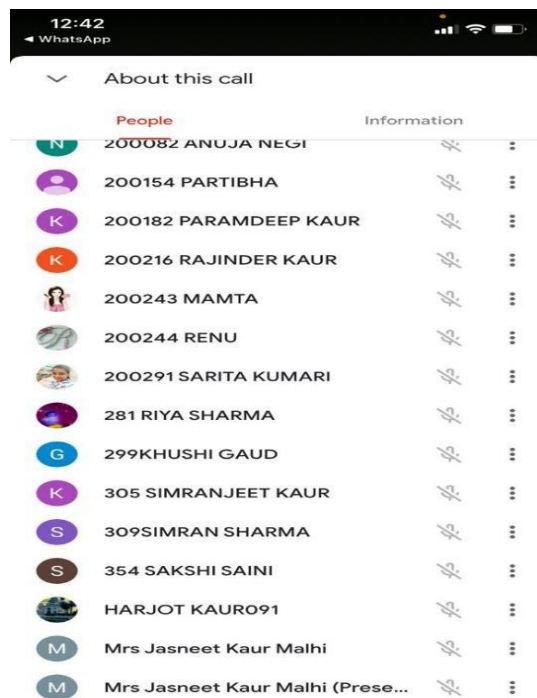 12:42
◄ WhatsApp
About this call
People Information
N 200082 ANUJA NEGI
200154 PARTIBHA
K 200182 PARAMDEEP KAUR
K 200216 RAJINDER KAUR
200243 MAMTA
200244 RENU
200291 SARITA KUMARI
281 RIYA SHARMA
G 299KHUSHI GAUD
K 305 SIMRANJEET KAUR
S 309SIMRAN SHARMA
S 354 SAKSHI SAINI
HARJOT KAUR091
M Mrs Jasneet Kaur Malhi
M Mrs Jasneet Kaur Malhi (Prese...